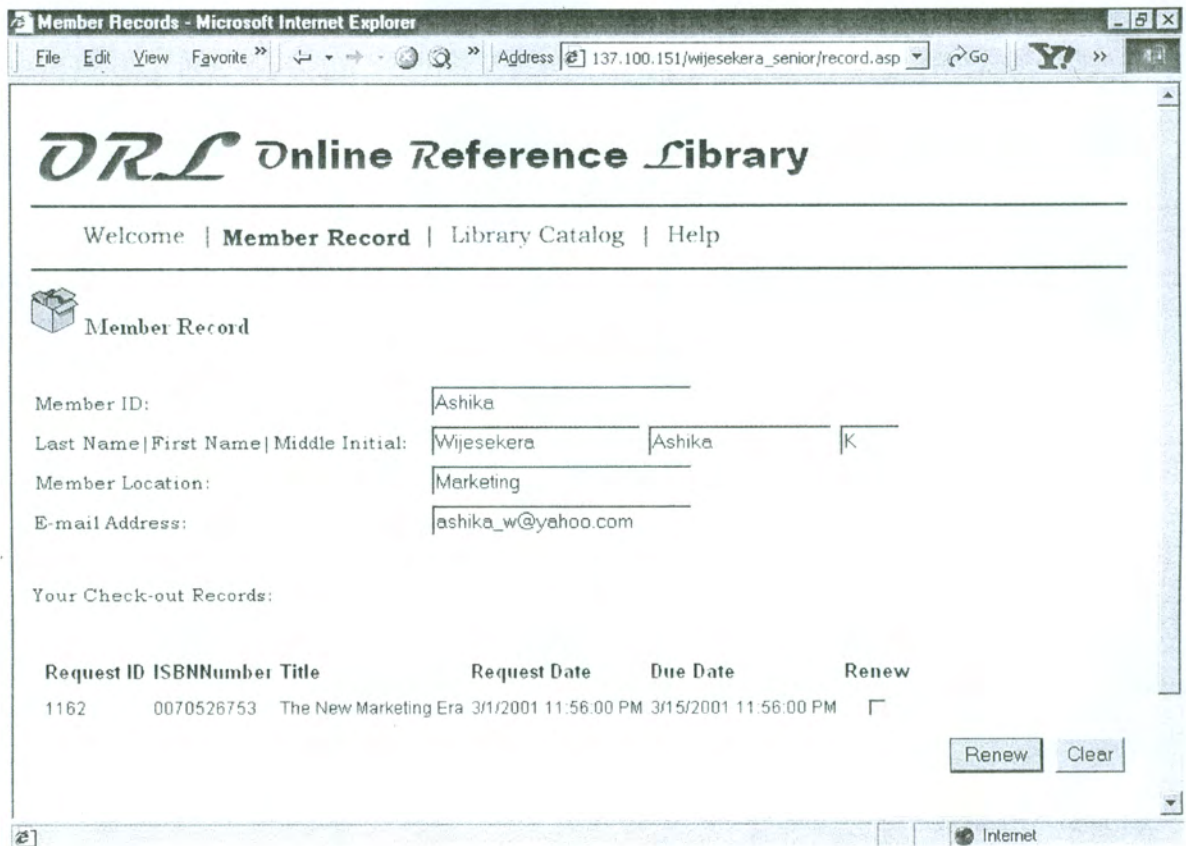 Member Records - Microsoft Internet Explorer
File Edit View Favorite » » Address 137.100.151/wijesekera_senior/record.asp Go Y! »
ORL Online Reference Library
Welcome | Member Record | Library Catalog | Help
Member Record
Member ID: Ashika
Last Name|First Name|Middle Initial: Wijesekera Ashika K
Member Location: Marketing
E-mail Address: ashika_w@yahoo.com
Your Check-out Records:
Request ID ISBNNumber Title Request Date Due Date Renew
1162 0070526753 The New Marketing Era 3/1/2001 11:56:00 PM 3/15/2001 11:56:00 PM
Renew Clear
Internet